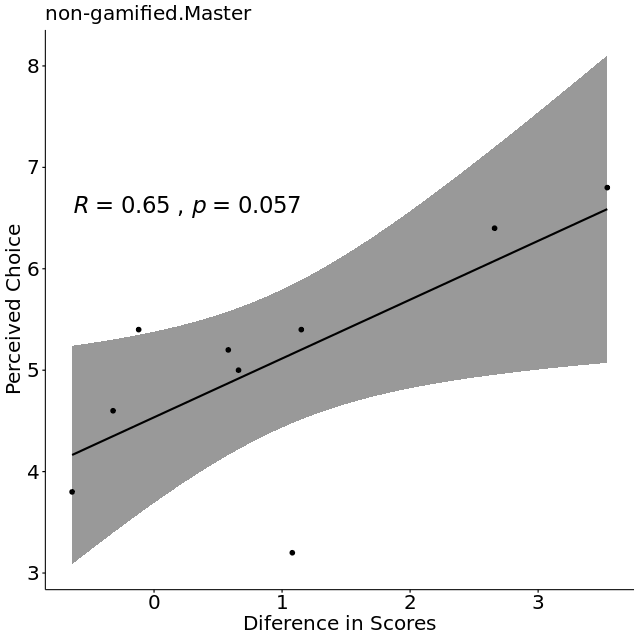 non-gamified.Master
8
7
6
5
4
3
R = 0.65 , p = 0.057
Perceived Choice
0 1 2 3
Diference in Scores